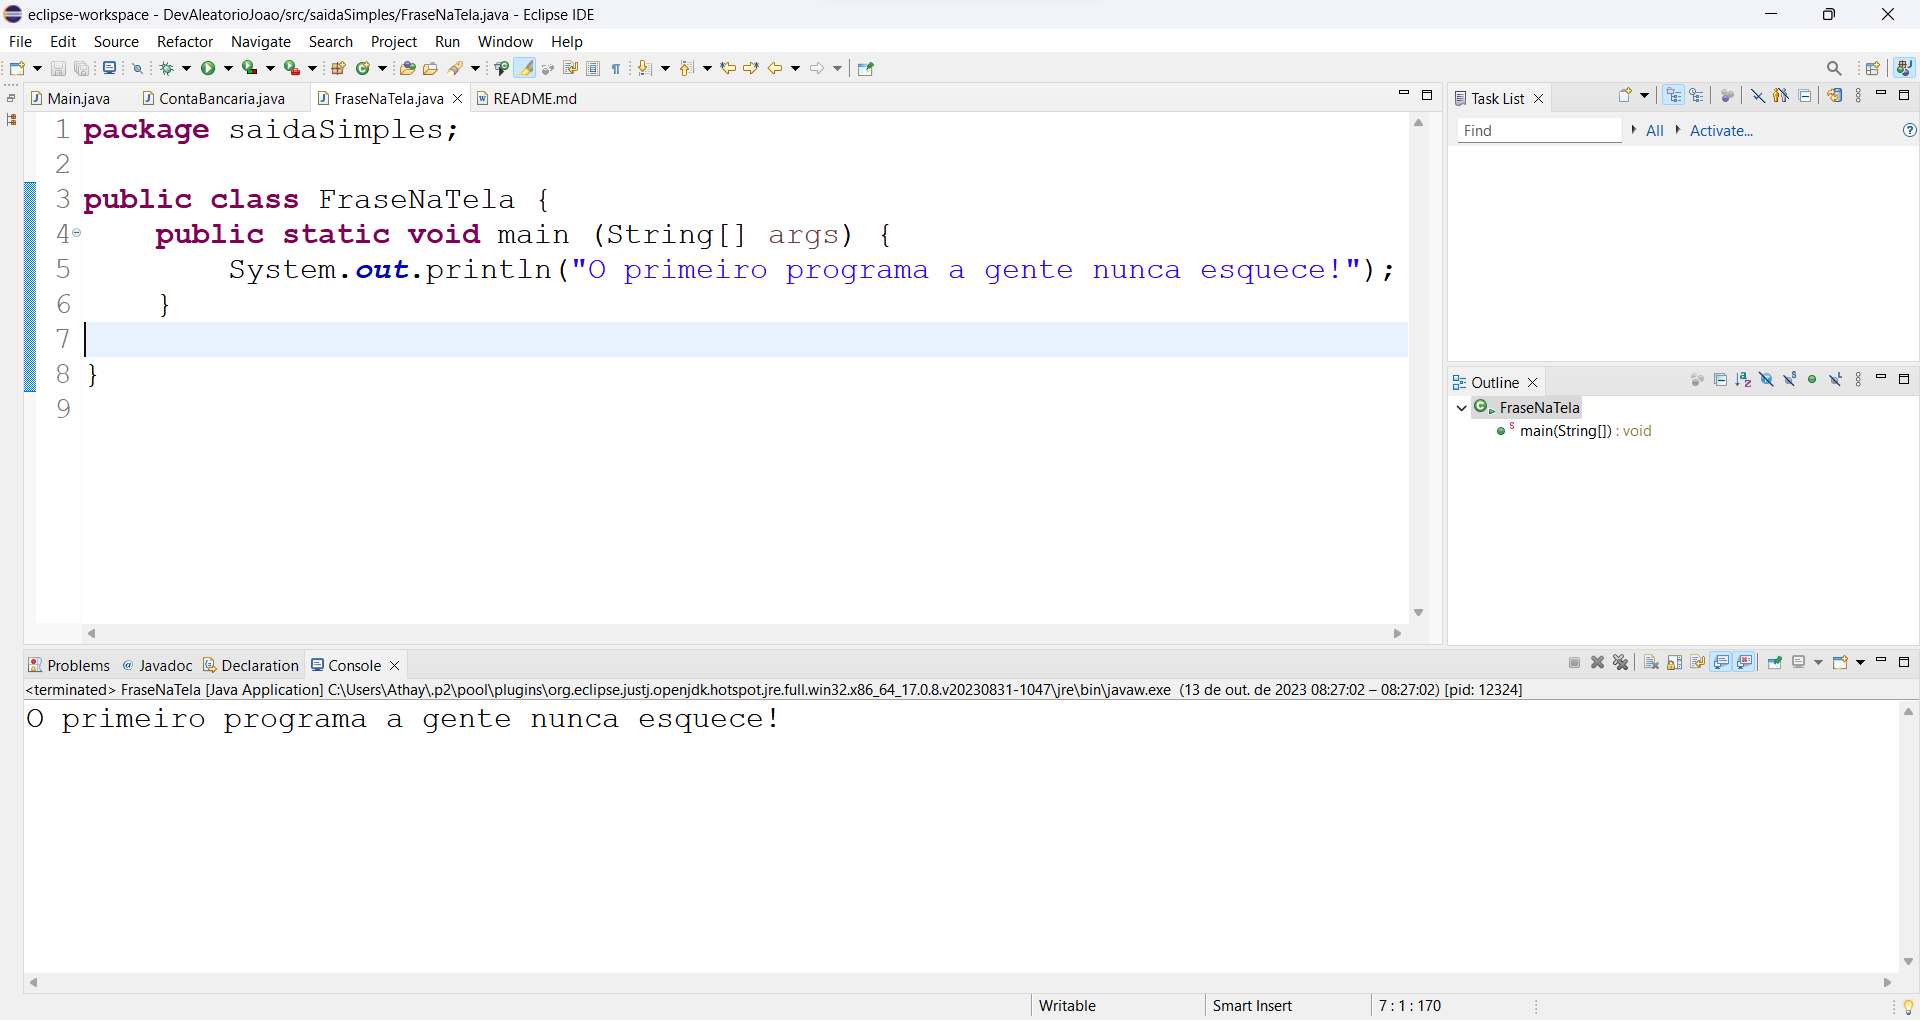 eclipse-workspace - DevAleatorioJoao/src/saidaSimples/FraseNaTela.java - Eclipse IDE
File Edit Source Refactor Navigate Search Project Run Window Help
Main.java ContaBancaria.java FraseNaTela.java README.md
1 package saidaSimples;
2
3 public class FraseNaTela {
4 public static void main (String[] args) {
5 System.out.println("O primeiro programa a gente nunca esquece!");
6 }
7
8 }
9
Task List
Find All Activate...
Outline
FraseNaTela
main(String[]) : void
Problems Javadoc Declaration Console
<terminated> FraseNaTela [Java Application] C:\Users\Athay\.p2\pool\plugins\org.eclipse.justj.openjdk.hotspot.jre.full.win32.x86_64_17.0.8.v20230831-1047\jre\bin\javaw.exe (13 de out. de 2023 08:27:02 – 08:27:02) [pid: 12324]
O primeiro programa a gente nunca esquece!
Writable Smart Insert 7 : 1 : 170